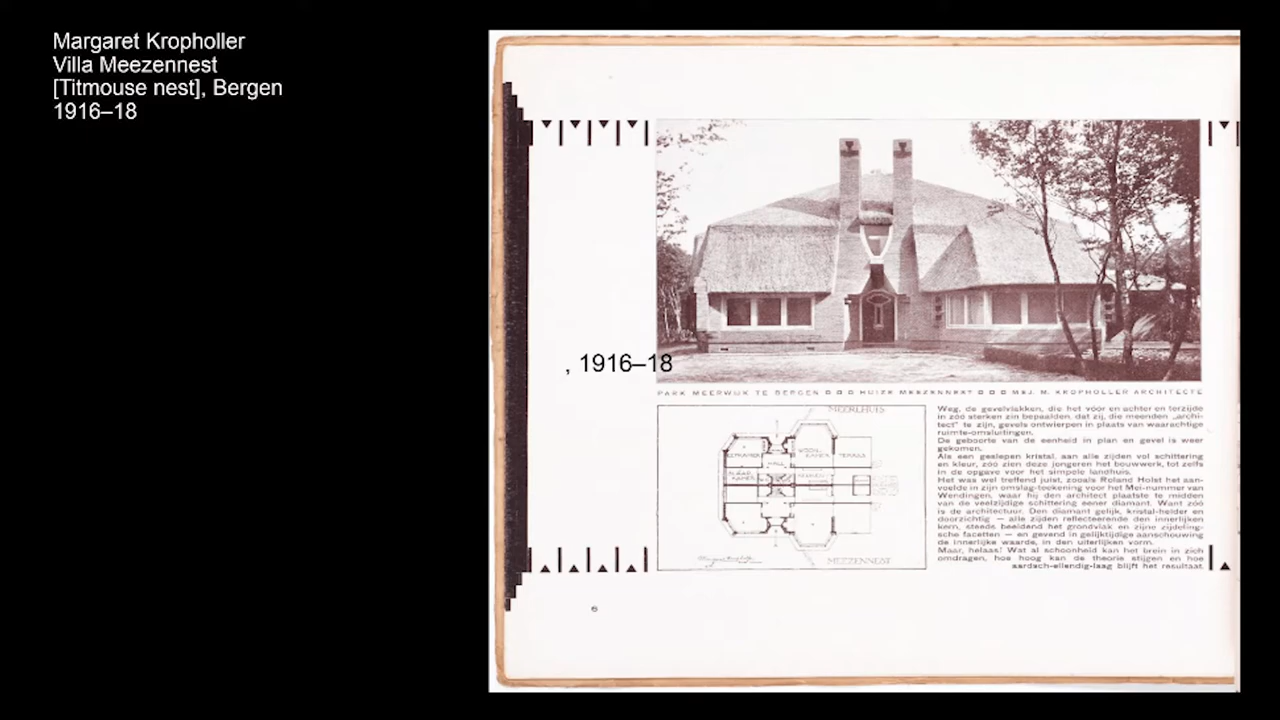 Margaret Kropholler
Villa Meezennest
[Titmouse nest], Bergen
1916–18
, 1916–18
PARK MEERWIJK TE BERGEN □ □ □ HUIZE MEEZENNEST □ □ □ MEJ. M. KROPHOLLER ARCHITECTE
Weg, de gevelvlakken, die het vóór en achter en terzijde
in zóó sterken zin bepaalden, dat zij, die meenden „archi-
tect” te zijn, gevels ontwierpen in plaats van waarachtige
ruimte-omsluitingen.
De geboorte van de eenheid in plan en gevel is weer
gekomen.
Als een geslepen kristal, aan alle zijden vol schittering
en kleur, zóó zien deze jongeren het bouwwerk, tot zelfs
in de opgave voor het simpele landhuis.
Het was wel treffend juist, zooals Roland Holst het aan-
voelde in zijn omslag-teekening voor het Mei-nummer van
Wendingen, waar hij den architect plaatste te midden
van de veelzijdige schittering eener diamant. Want zóó
is de architectuur. Den diamant gelijk, kristal-helder en
doorzichtig — alle zijden reflecteerende den innerlijken
kern, steeds beeldend het grondvlak en zijne zijdeling-
sche facetten — en gevend in gelijktijdige aanschouwing
de innerlijke waarde, in den uiterlijken vorm.
Maar, helaas! Wat al schoonheid kan het brein in zich
omdragen, hoe hoog kan de theorie stijgen en hoe
aardsch-ellendig-laag blijft het resultaat.
MEERLHUIS
HALL
TERRAS
MEEZENNEST
6